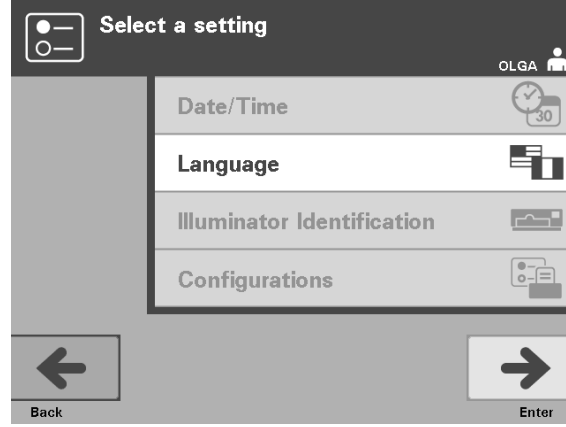 Select a setting
OLGA
Date/Time
30
Language
Illuminator Identification
Configurations
Back
Enter